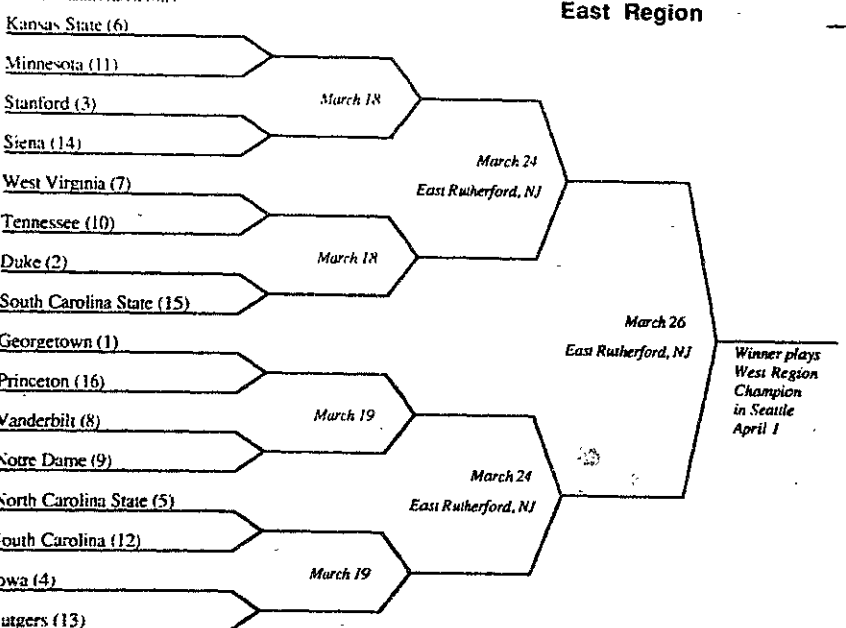 East Region
Kansas State (6)
Minnesota (11)
Stanford (3)
Siena (14)
West Virginia (7)
Tennessee (10)
Duke (2)
South Carolina State (15)
Georgetown (1)
Princeton (16)
Vanderbilt (8)
Notre Dame (9)
North Carolina State (5)
outh Carolina (12)
owa (4)
utgers (13)
March 18
March 18
March 19
March 19
March 24
East Rutherford, NJ
March 24
East Rutherford, NJ
March 26
East Rutherford, NJ
Winner plays
West Region
Champion
in Seattle
April 1